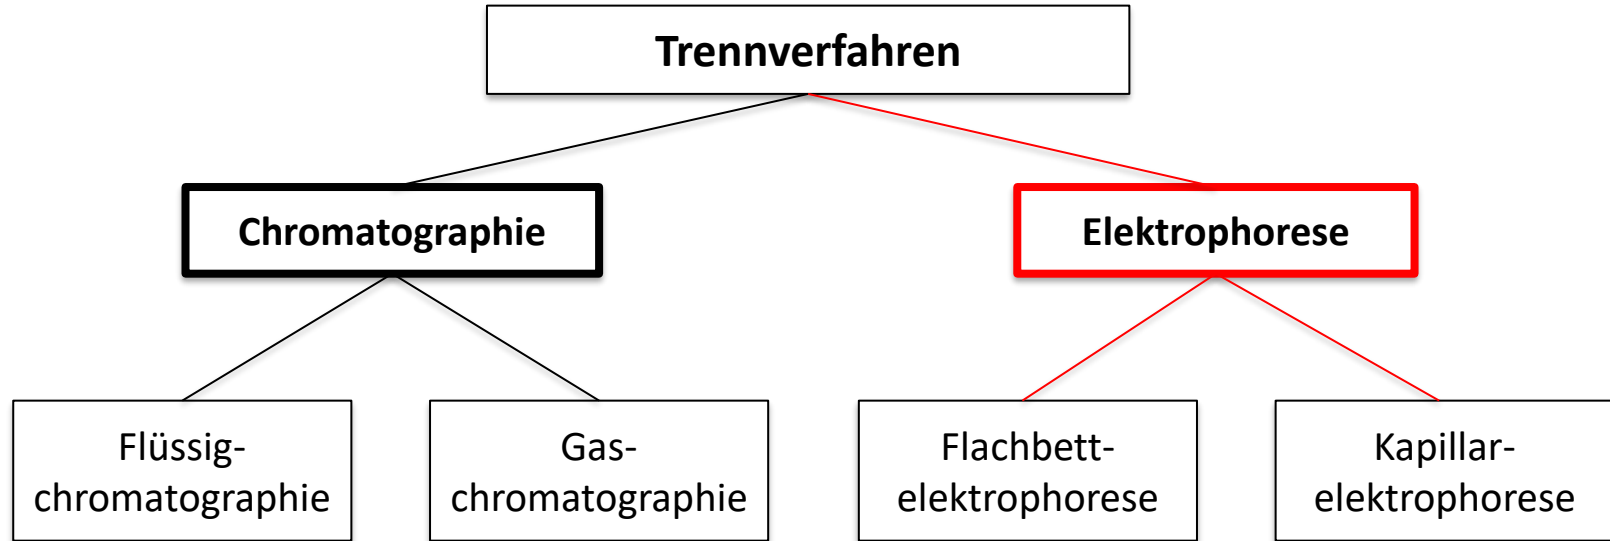 Trennverfahren
Chromatographie
Elektrophorese
Flüssig-
chromatographie
Gas-
chromatographie
Flachbett-
elektrophorese
Kapillar-
elektrophorese